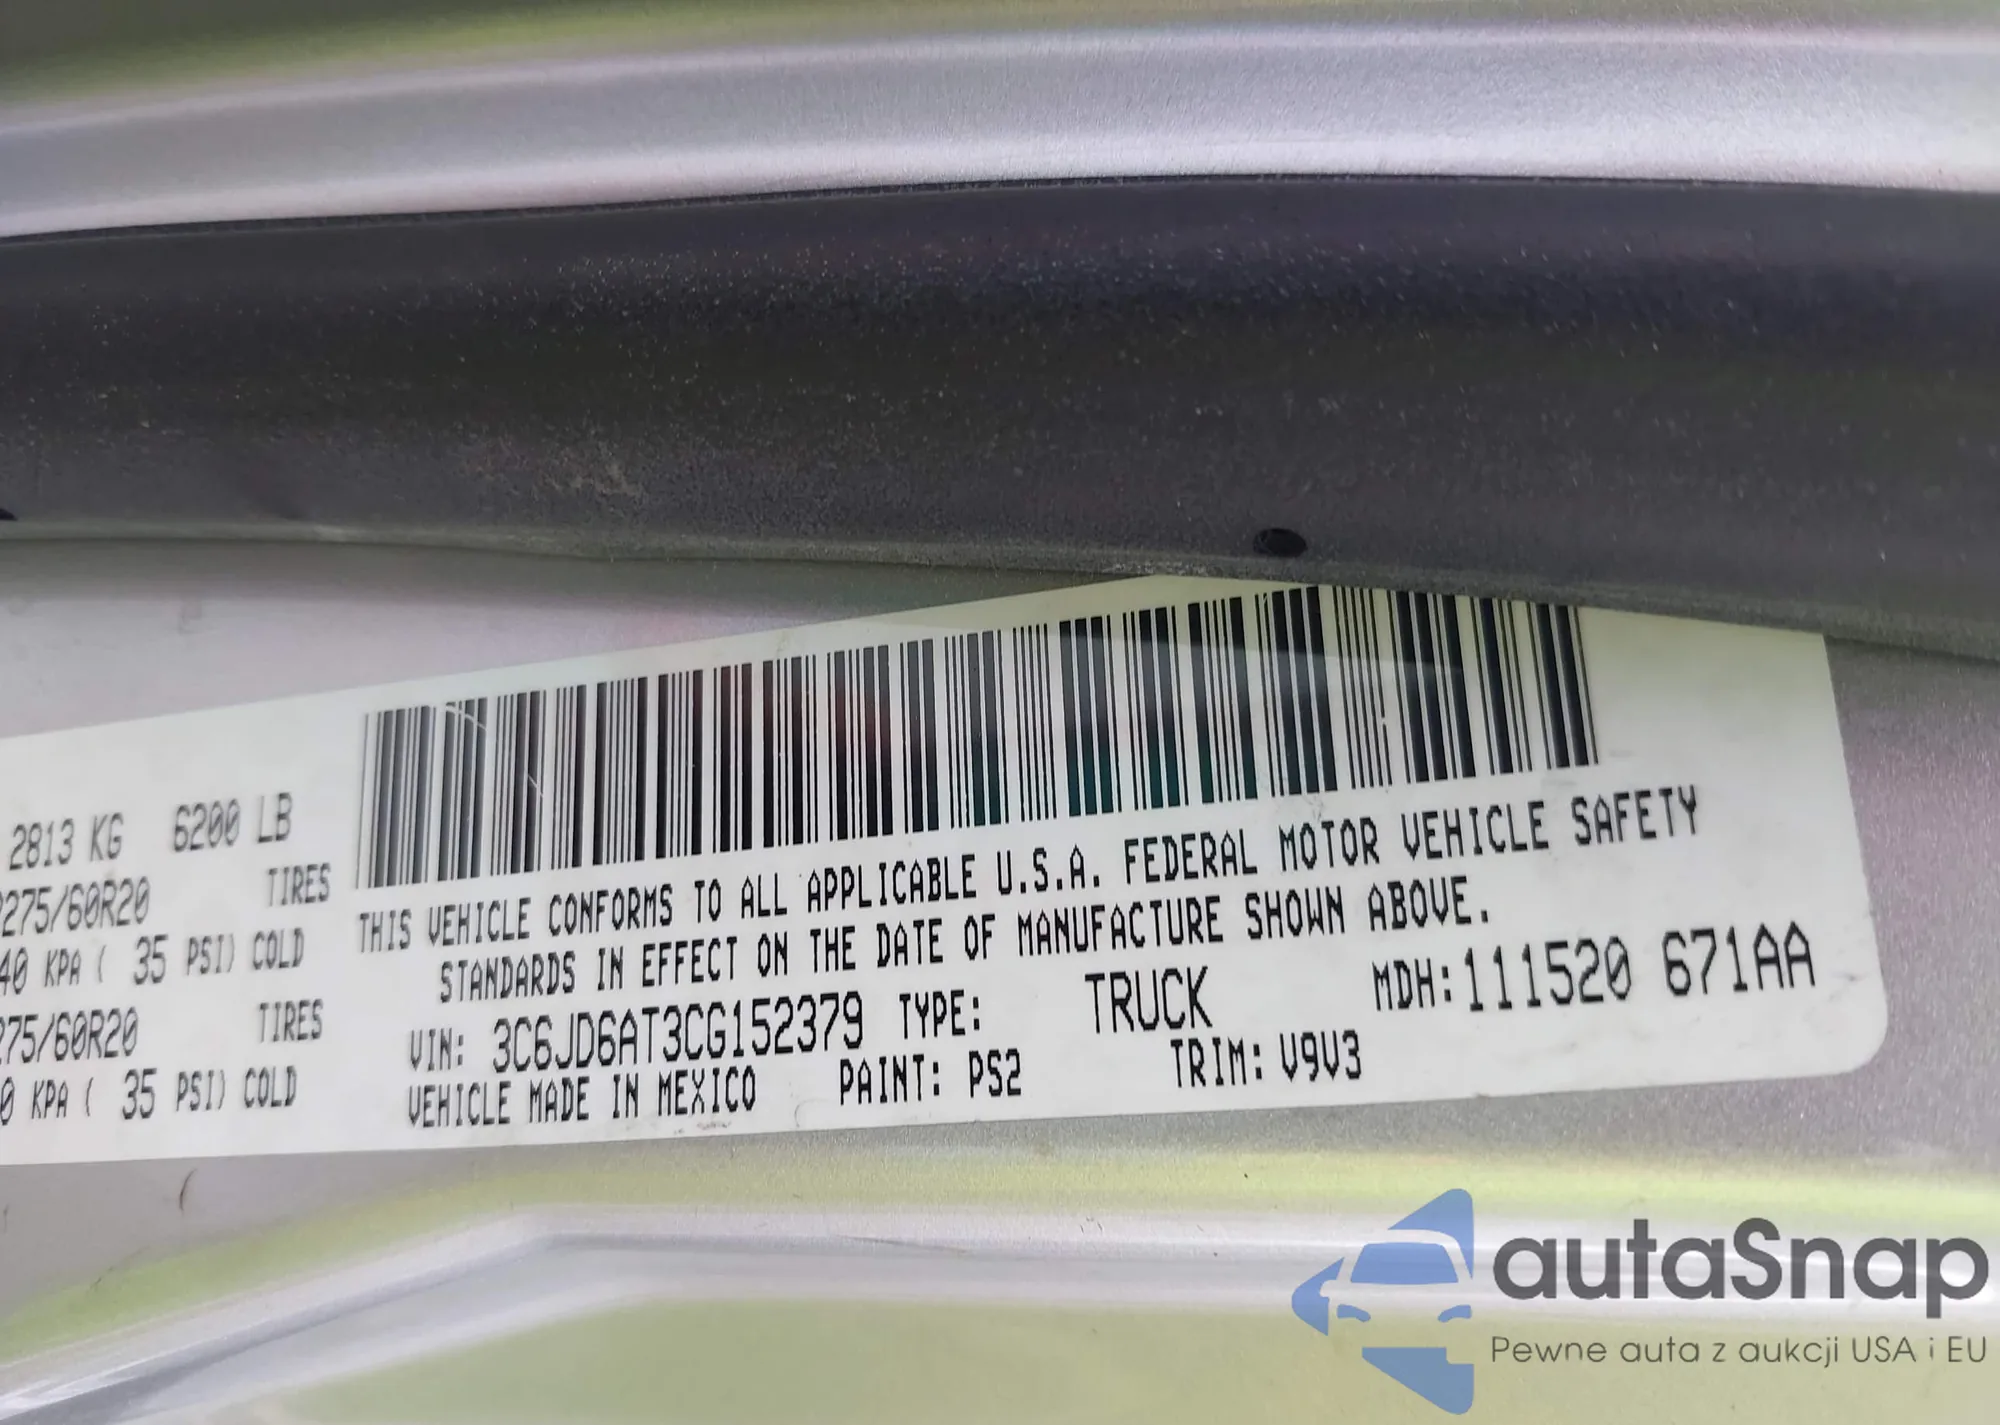 2813 KG 6200 LB
275/60R20 TIRES
40 KPA ( 35 PSI) COLD
275/60R20 TIRES
0 KPA ( 35 PSI) COLD
THIS VEHICLE CONFORMS TO ALL APPLICABLE U.S.A. FEDERAL MOTOR VEHICLE SAFETY
STANDARDS IN EFFECT ON THE DATE OF MANUFACTURE SHOWN ABOVE.
VIN: 3C6JD6AT3CG152379 TYPE: TRUCK MDH:111520 671AA
VEHICLE MADE IN MEXICO PAINT: PS2 TRIM: V9V3
autaSnap
Pewne auta z aukcji USA i EU